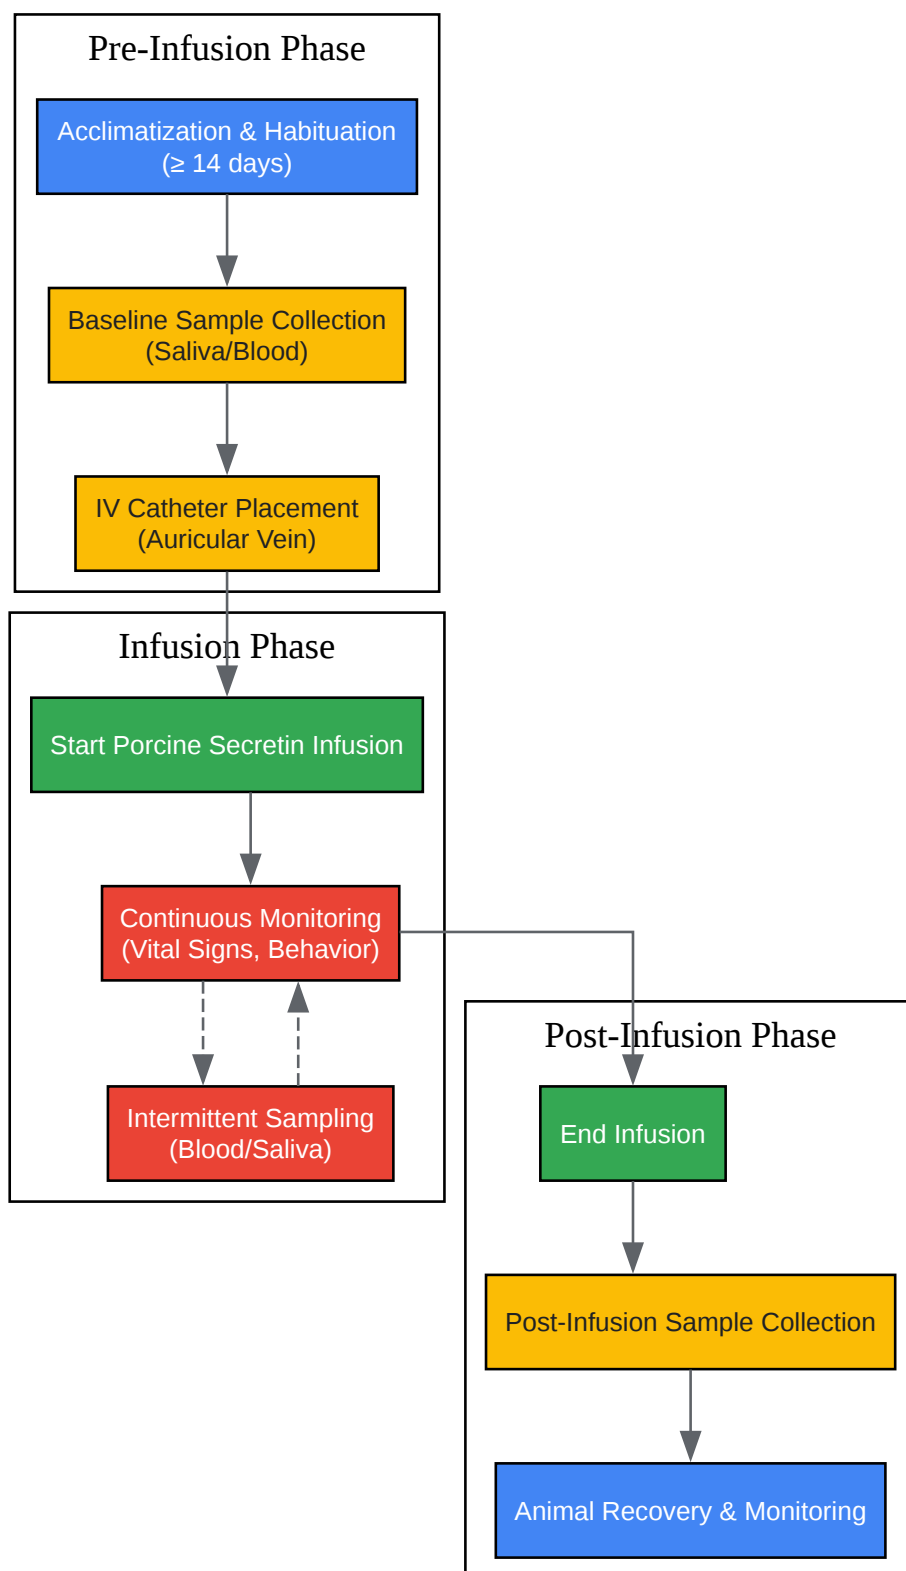 Pre-Infusion Phase
Acclimatization & Habituation
(≥ 14 days)
Baseline Sample Collection
(Saliva/Blood)
IV Catheter Placement
(Auricular Vein)
Infusion Phase
Start Porcine Secretin Infusion
Continuous Monitoring
(Vital Signs, Behavior)
Intermittent Sampling
(Blood/Saliva)
Post-Infusion Phase
End Infusion
Post-Infusion Sample Collection
Animal Recovery & Monitoring